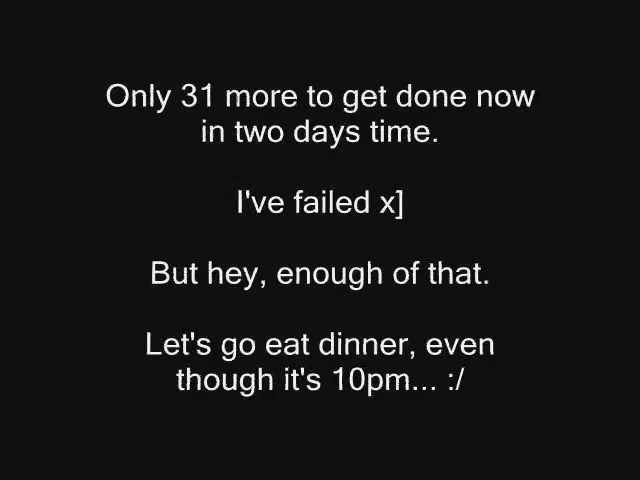 Only 31 more to get done now
in two days time.
I've failed x]
But hey, enough of that.
Let's go eat dinner, even
though it's 10pm... :/